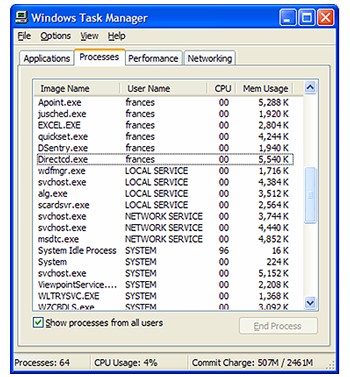 Windows Task Manager
File Options View Help
Applications Processes Performance Networking
Image Name User Name CPU Mem Usage
Apoint.exe frances 00 5,288 K
jusched.exe frances 00 1,920 K
EXCEL.EXE frances 00 2,804 K
quickset.exe frances 00 4,244 K
DSentry.exe frances 00 1,940 K
Directcd.exe frances 00 5,540 K
wdfmgr.exe LOCAL SERVICE 00 1,716 K
svchost.exe LOCAL SERVICE 00 4,384 K
alg.exe LOCAL SERVICE 00 3,512 K
scardsvr.exe LOCAL SERVICE 00 2,564 K
svchost.exe NETWORK SERVICE 00 3,744 K
svchost.exe NETWORK SERVICE 00 4,440 K
msdtc.exe NETWORK SERVICE 00 4,852 K
System Idle Process SYSTEM 96 16 K
System SYSTEM 00 224 K
svchost.exe SYSTEM 00 5,152 K
ViewpointService.... SYSTEM 00 2,208 K
WLTRYSVC.EXE SYSTEM 00 1,368 K
WZCBDLS.exe SYSTEM 00 3,092 K
Show processes from all users
End Process
Processes: 64 CPU Usage: 4% Commit Charge: 507M / 2461M